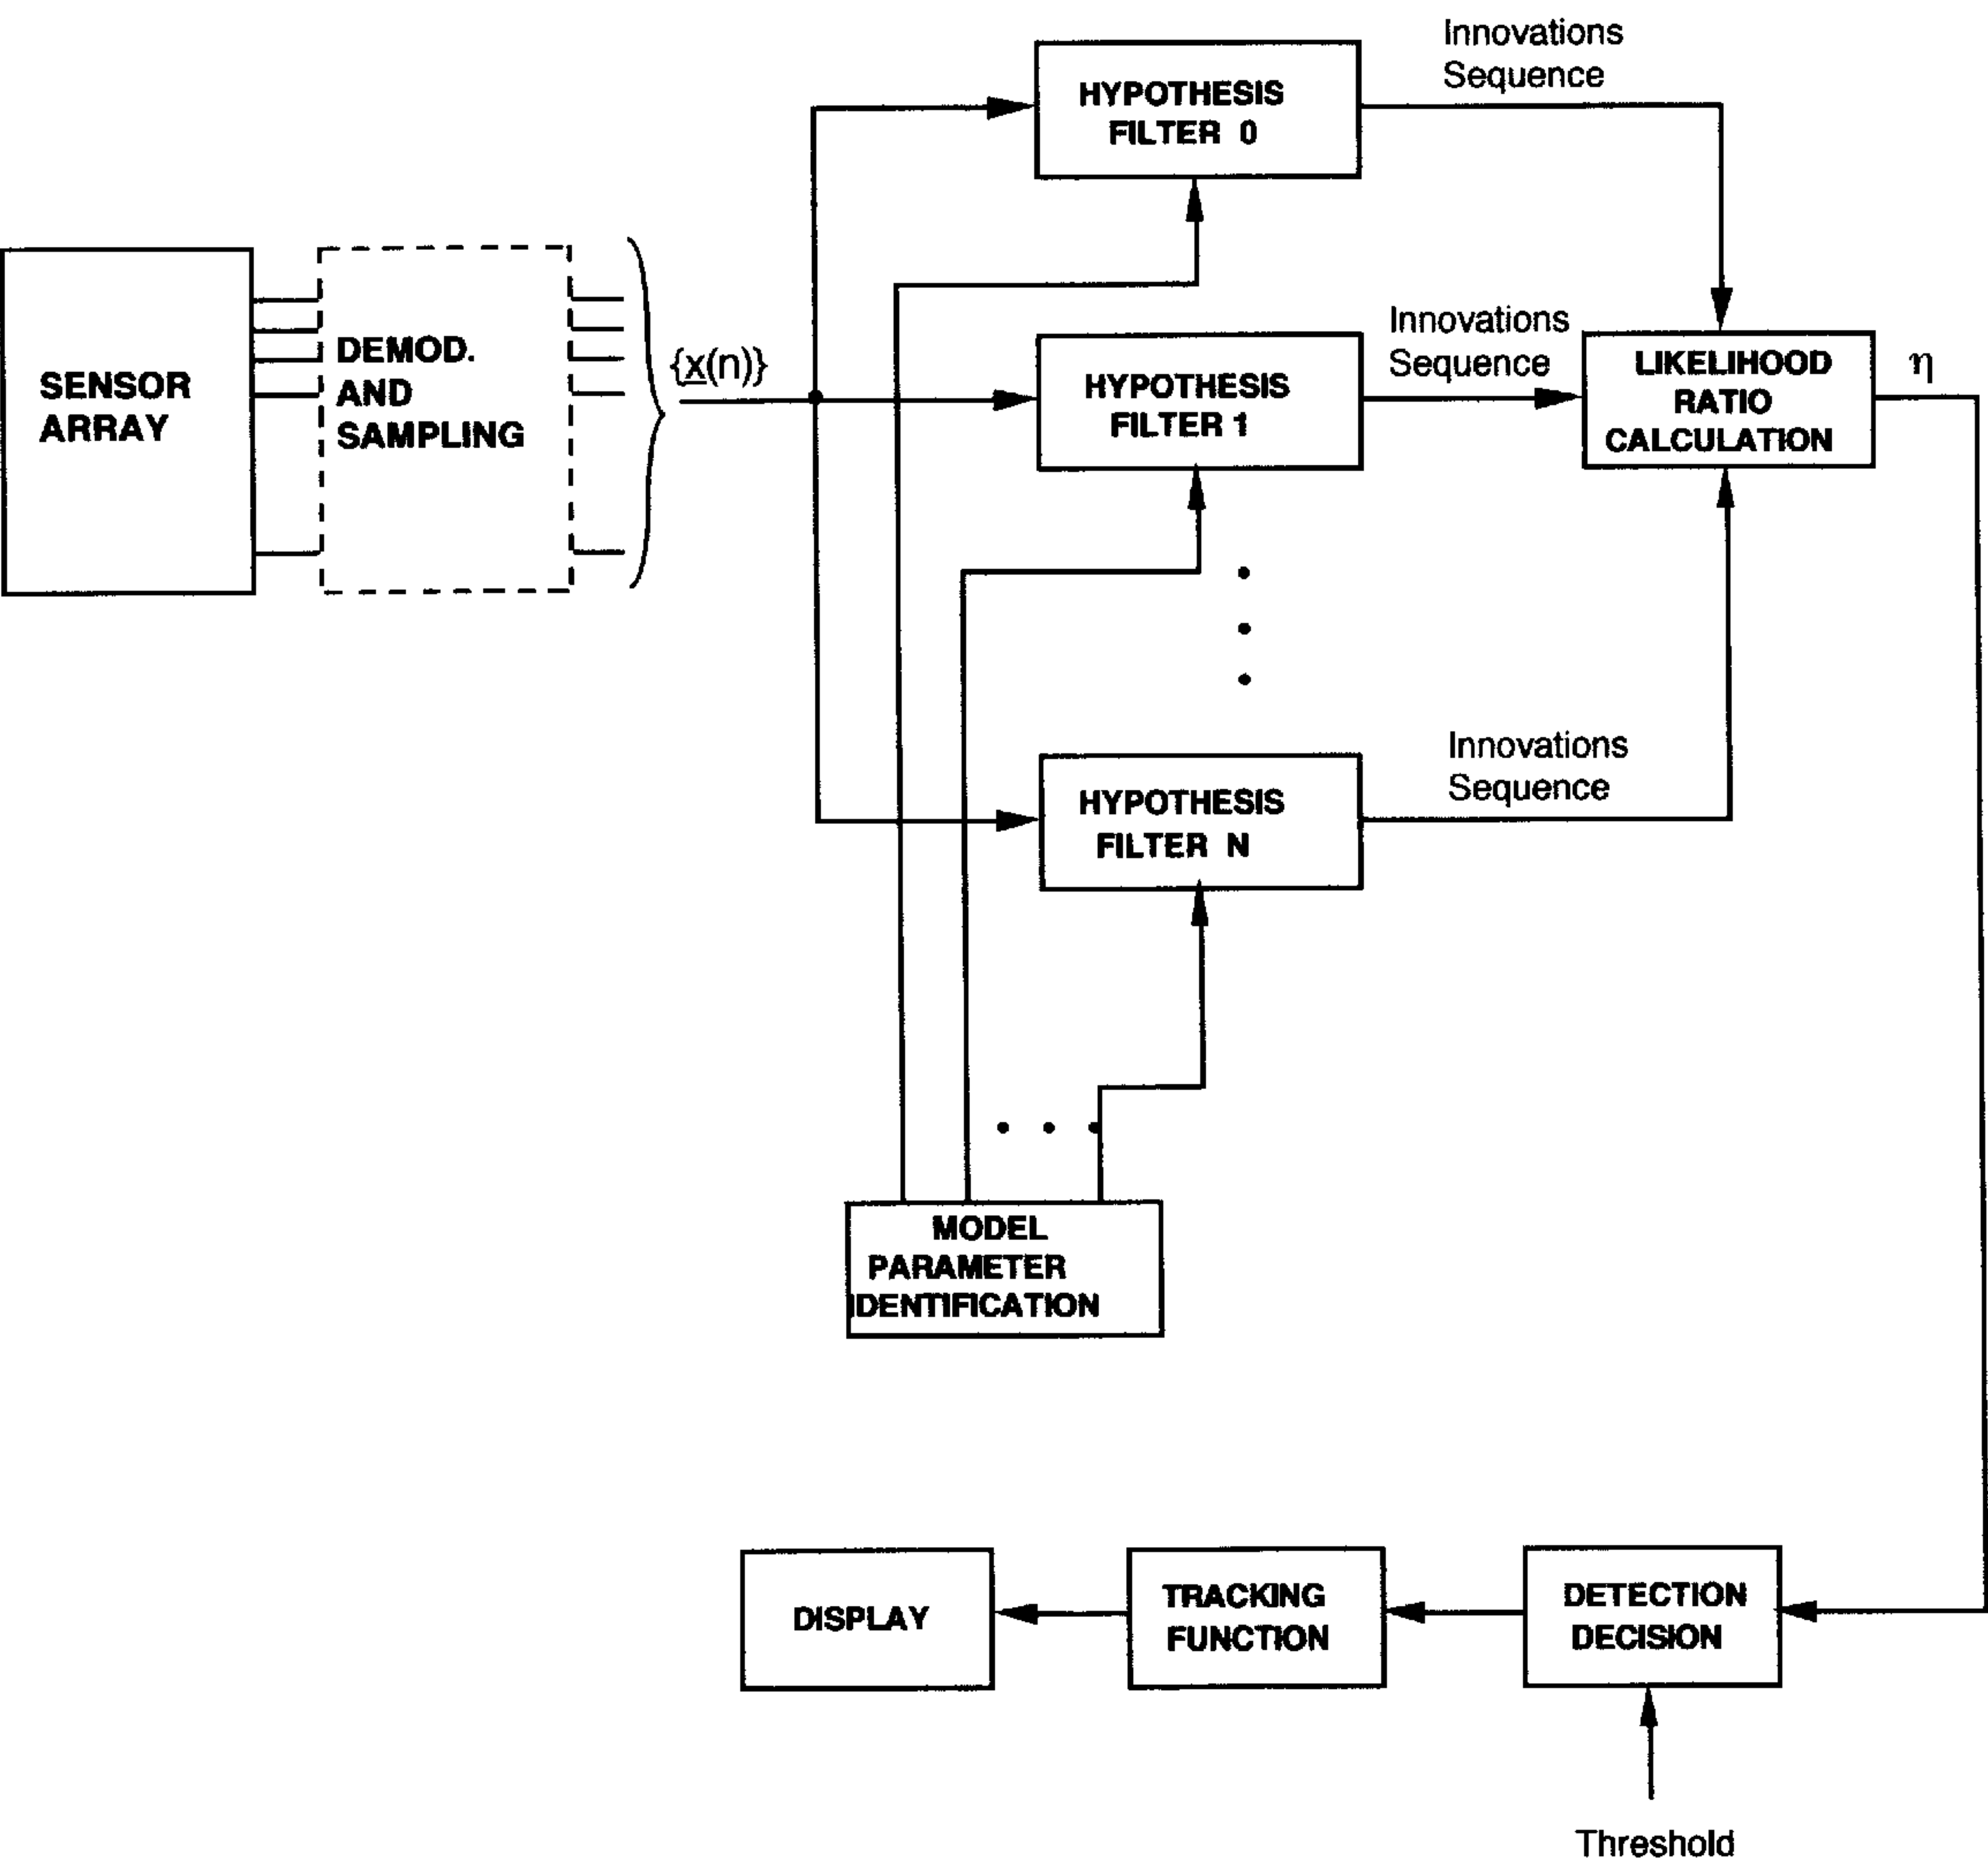 Innovations
Sequence
HYPOTHESIS
FILTER 0
SENSOR
ARRAY
DEMOD.
AND
SAMPLING
{x(n)}
HYPOTHESIS
FILTER 1
Innovations
Sequence
LIKELIHOOD
RATIO
CALCULATION
η
HYPOTHESIS
FILTER N
Innovations
Sequence
MODEL
PARAMETER
IDENTIFICATION
DISPLAY
TRACKING
FUNCTION
DETECTION
DECISION
Threshold